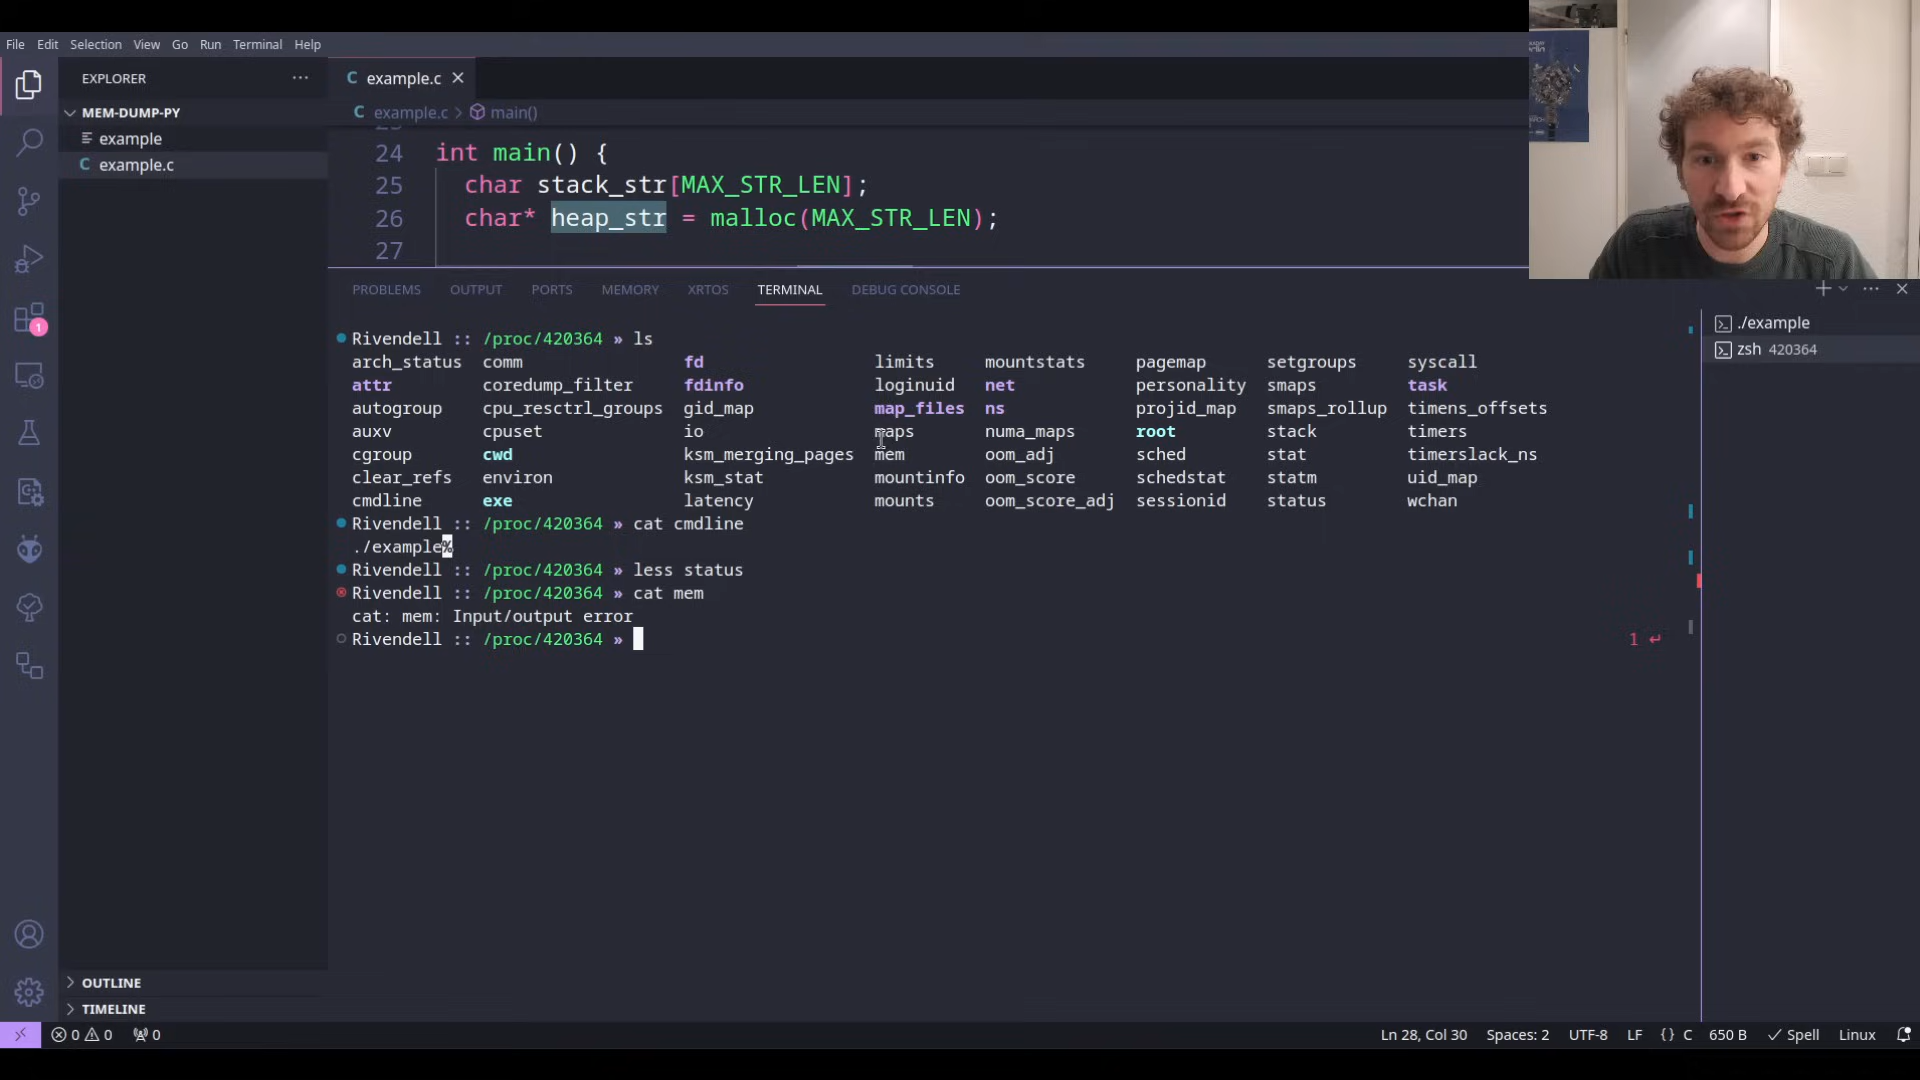 File Edit Selection View Go Run Terminal Help
EXPLORER ···
MEM-DUMP-PY
example
C example.c
C example.c
C example.c > main()
24 int main() {
25 char stack_str[MAX_STR_LEN];
26 char* heap_str = malloc(MAX_STR_LEN);
27
PROBLEMS OUTPUT PORTS MEMORY XRTOS TERMINAL DEBUG CONSOLE
./example
zsh 420364
Rivendell :: /proc/420364 » ls
arch_status comm fd limits mountstats pagemap setgroups syscall
attr coredump_filter fdinfo loginuid net personality smaps task
autogroup cpu_resctrl_groups gid_map map_files ns projid_map smaps_rollup timens_offsets
auxv cpuset io maps numa_maps root stack timers
cgroup cwd ksm_merging_pages mem oom_adj sched stat timerslack_ns
clear_refs environ ksm_stat mountinfo oom_score schedstat statm uid_map
cmdline exe latency mounts oom_score_adj sessionid status wchan
Rivendell :: /proc/420364 » cat cmdline
./example%
Rivendell :: /proc/420364 » less status
Rivendell :: /proc/420364 » cat mem
cat: mem: Input/output error
Rivendell :: /proc/420364 » 1 ↵
1
OUTLINE
TIMELINE
0 0 0 Ln 28, Col 30 Spaces: 2 UTF-8 LF {} C 650 B Spell Linux